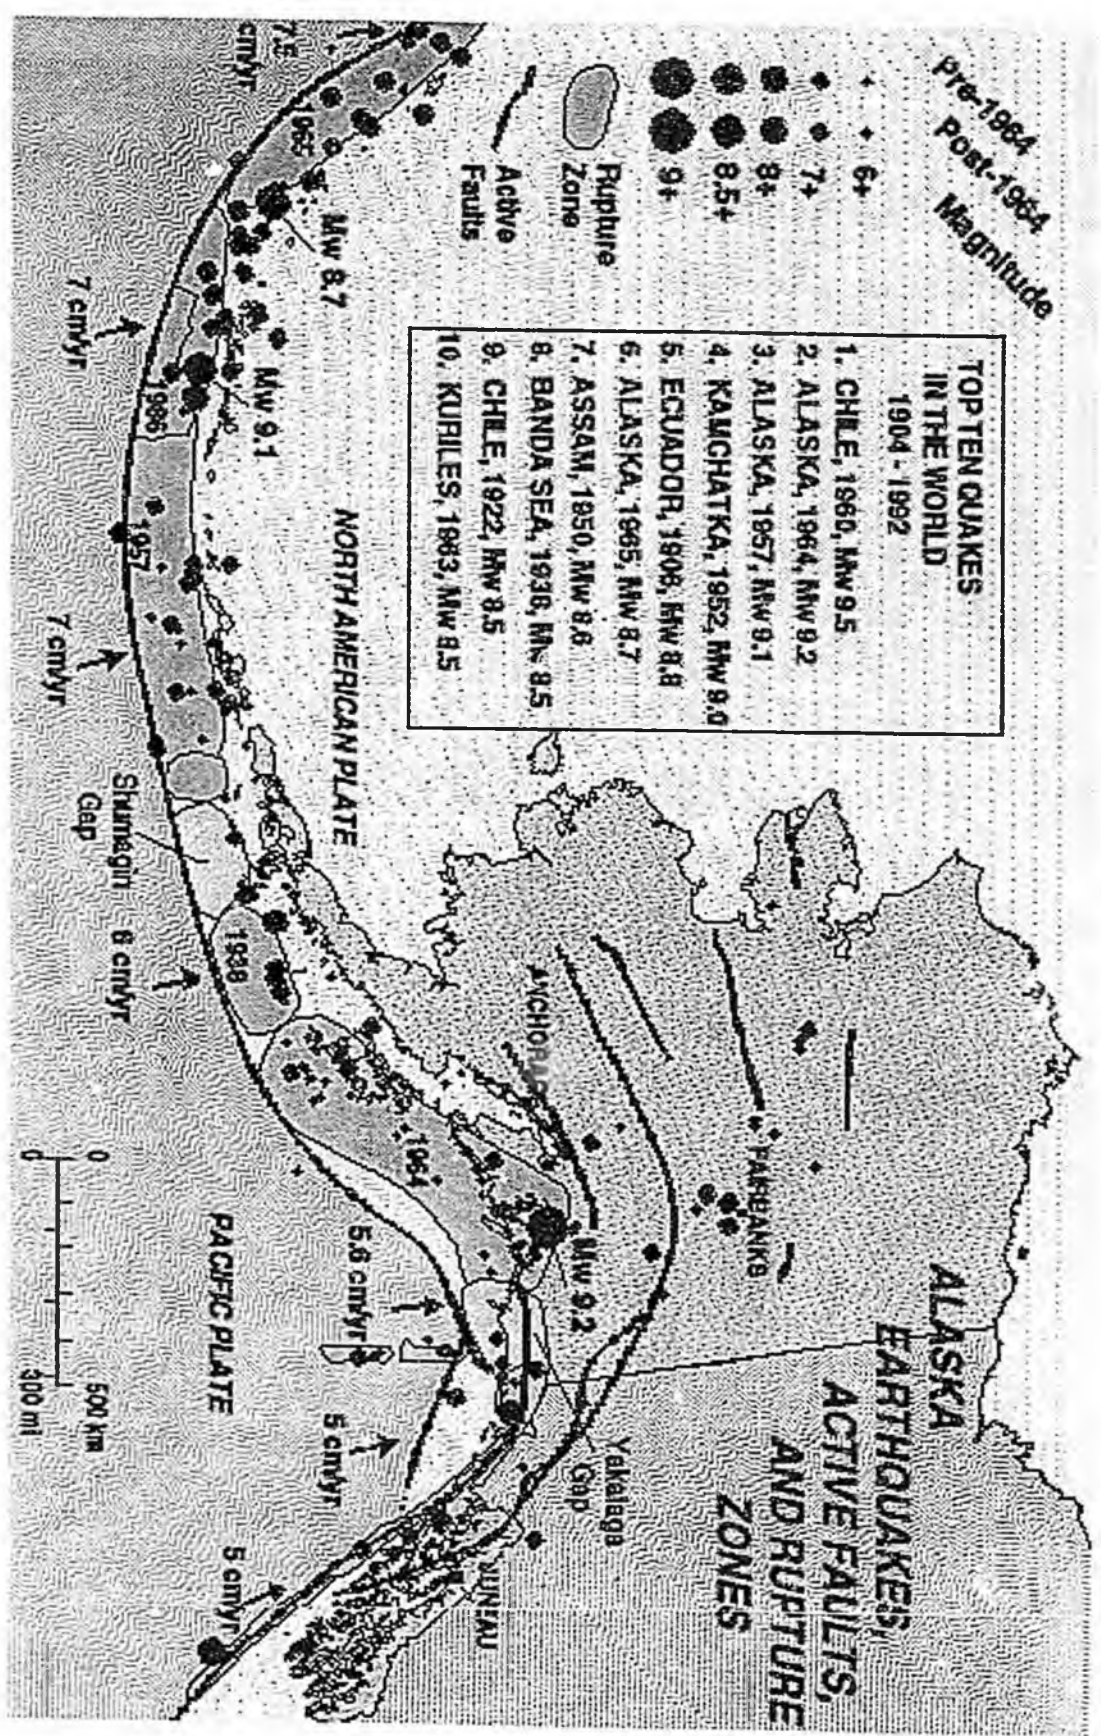 ALASKA
EARTHQUAKES,
ACTIVE FAULTS,
AND RUPTURE
ZONES
Pre-1964
Post-1964
Magnitude
6+
7+
8+
8.5+
9+
Rupture
Zone
Active
Faults
TOP TEN QUAKES
IN THE WORLD
1904 - 1992
1. CHILE, 1960, Mw 9.5
2. ALASKA, 1964, Mw 9.2
3. ALASKA, 1957, Mw 9.1
4. KAMCHATKA, 1952, Mw 9.0
5. ECUADOR, 1906, Mw 8.8
6. ALASKA, 1965, Mw 8.7
7. ASSAM, 1950, Mw 8.6
8. BANDA SEA, 1938, Mw 8.5
9. CHILE, 1922, Mw 8.5
10. KURILES, 1963, Mw 8.5
FAIRBANKS
ANCHORAGE
JUNEAU
NORTH AMERICAN PLATE
PACIFIC PLATE
Mw 8.7
Mw 9.1
Mw 9.2
Yakataga
Gap
Shumagin
Gap
1965
1986
1957
1938
1964
7.5
cm/yr
7 cm/yr
7 cm/yr
6 cm/yr
5.6 cm/yr
5 cm/yr
5 cm/yr
0 500 km
0 300 mi